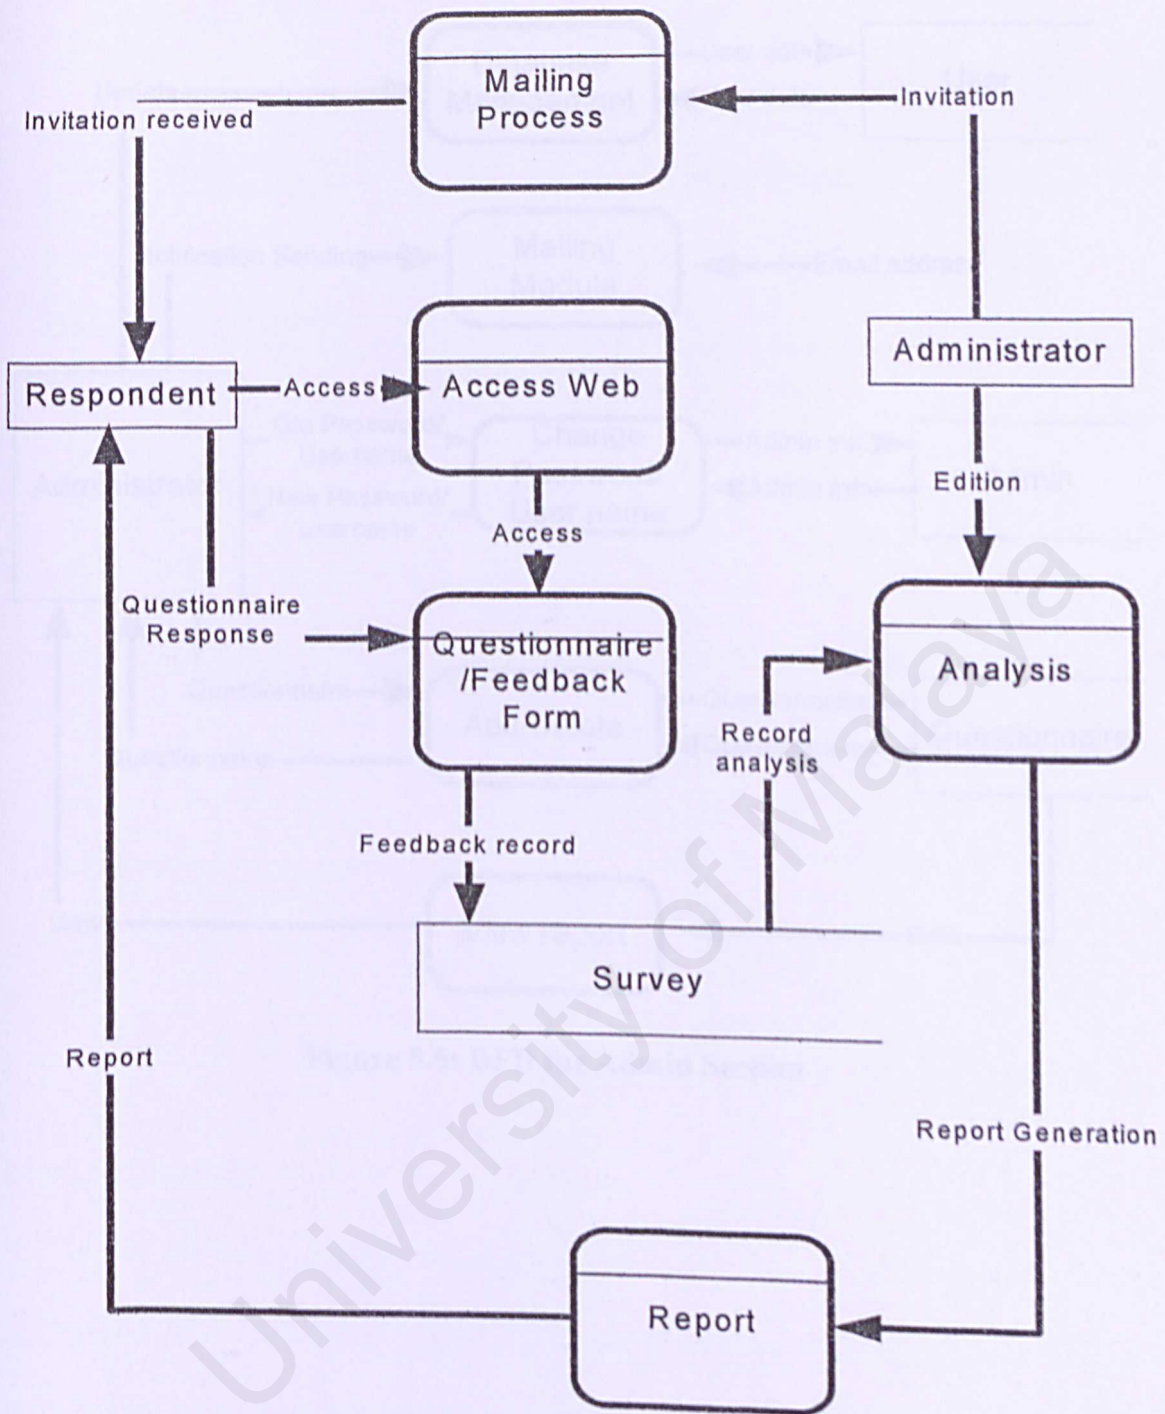 Mailing
Process
Invitation
Invitation received
Administrator
Respondent
Access
Access Web
Edition
Access
Questionnaire
Response
Questionnaire
/Feedback
Form
Analysis
Record
analysis
Feedback record
Survey
Report
Report Generation
Report
University of Malaya